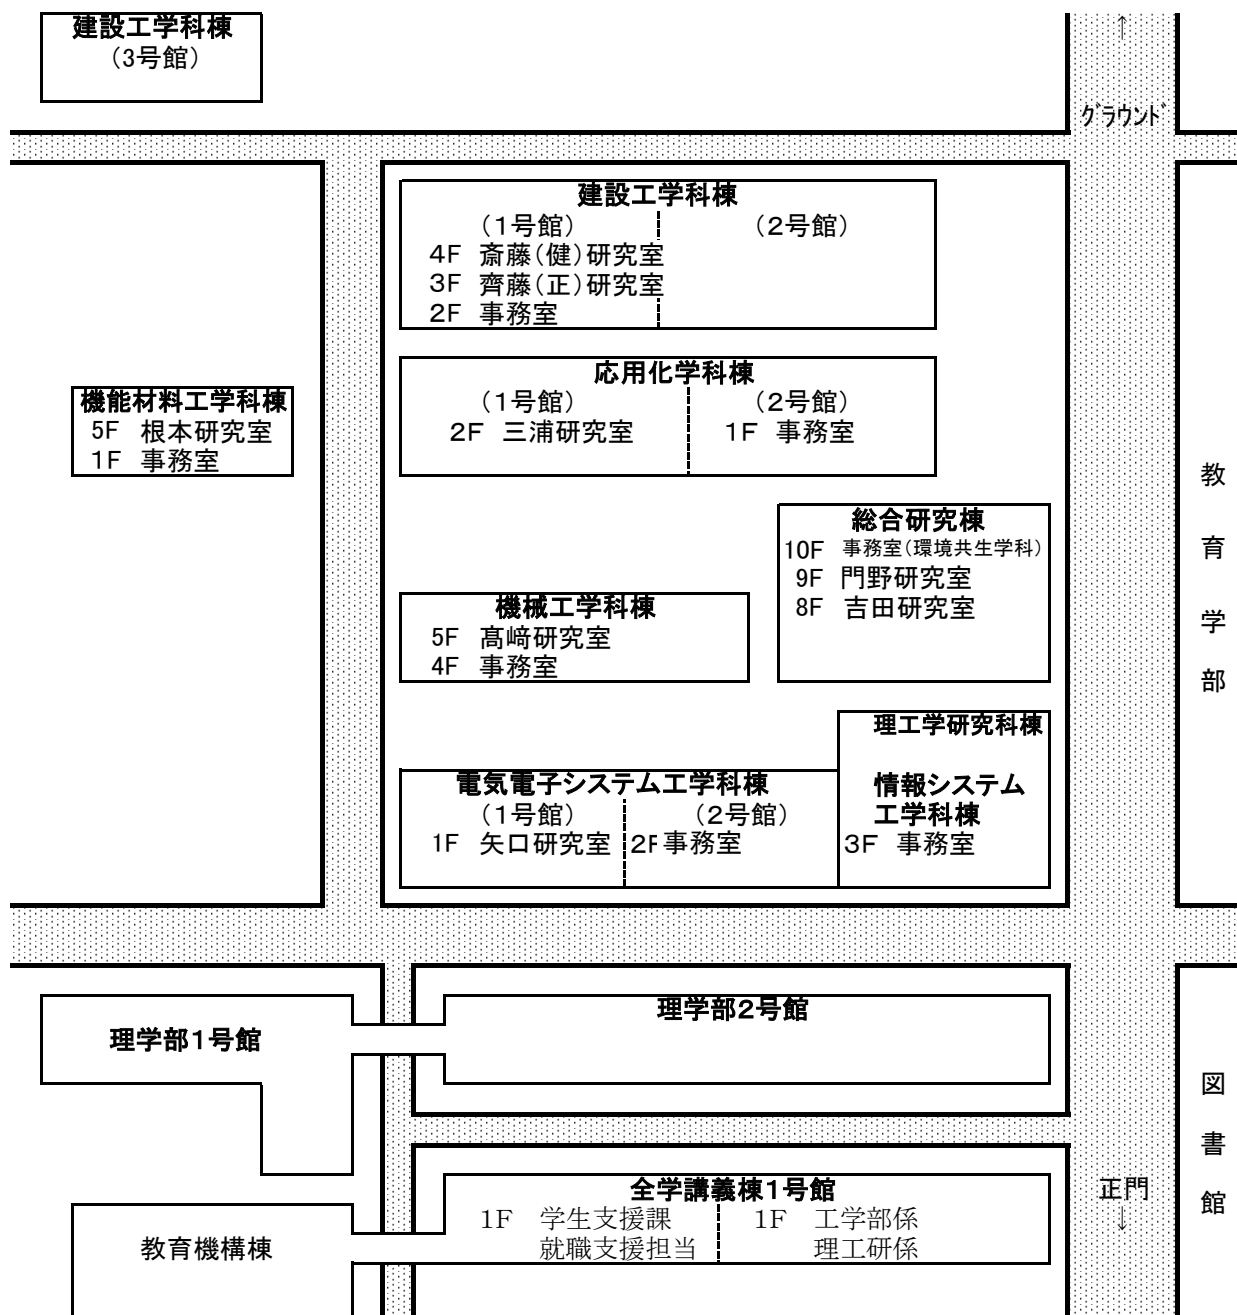 建設工学科棟
（3号館）
↑
ｸﾞﾗｳﾝﾄﾞ
建設工学科棟
（１号館） （２号館）
４F 斎藤（健）研究室
３F 齊藤（正）研究室
２F 事務室
応用化学科棟
（１号館） （２号館）
２F 三浦研究室 １F 事務室
機能材料工学科棟
5F 根本研究室
１F 事務室
総合研究棟
10F 事務室（環境共生学科）
9F 門野研究室
8F 吉田研究室
機械工学科棟
5F 髙﨑研究室
4F 事務室
理工学研究科棟
情報システム
工学科棟
３F 事務室
電気電子システム工学科棟
（１号館） （２号館）
１F 矢口研究室 ２F 事務室
教育学部
理学部１号館
理学部２号館
図書館
全学講義棟１号館
１F 学生支援課 １F 工学部係
就職支援担当 理工研係
教育機構棟
正門
↓